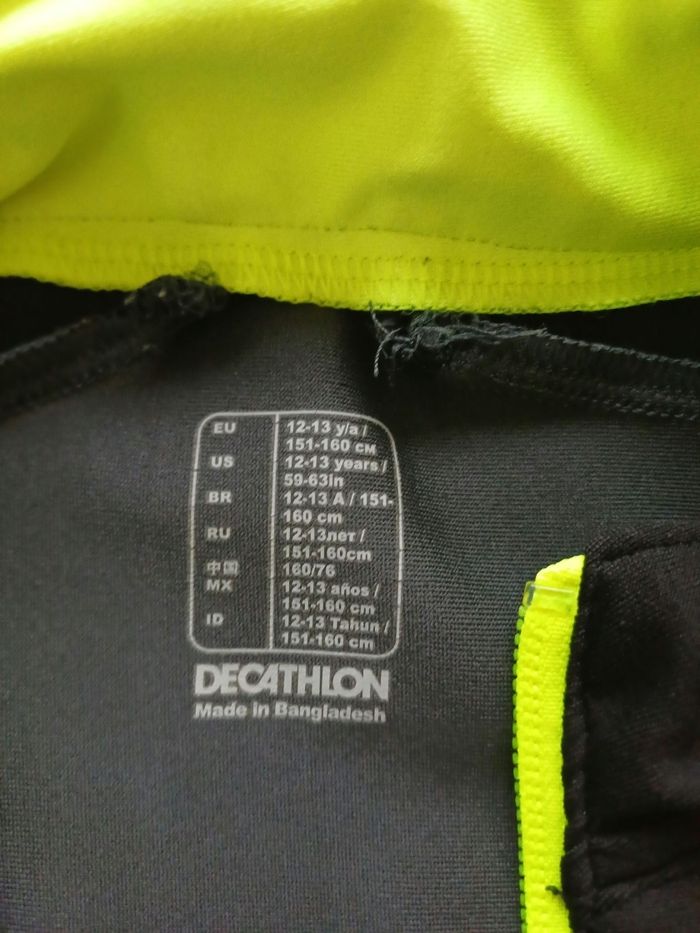 EU 12-13 y/a /
151-160 см
US 12-13 years /
59-63in
BR 12-13 A / 151-
160 cm
RU 12-13лет /
151-160cm
中国 160/76
MX 12-13 años /
151-160 cm
ID 12-13 Tahun /
151-160 cm
DECATHLON
Made in Bangladesh